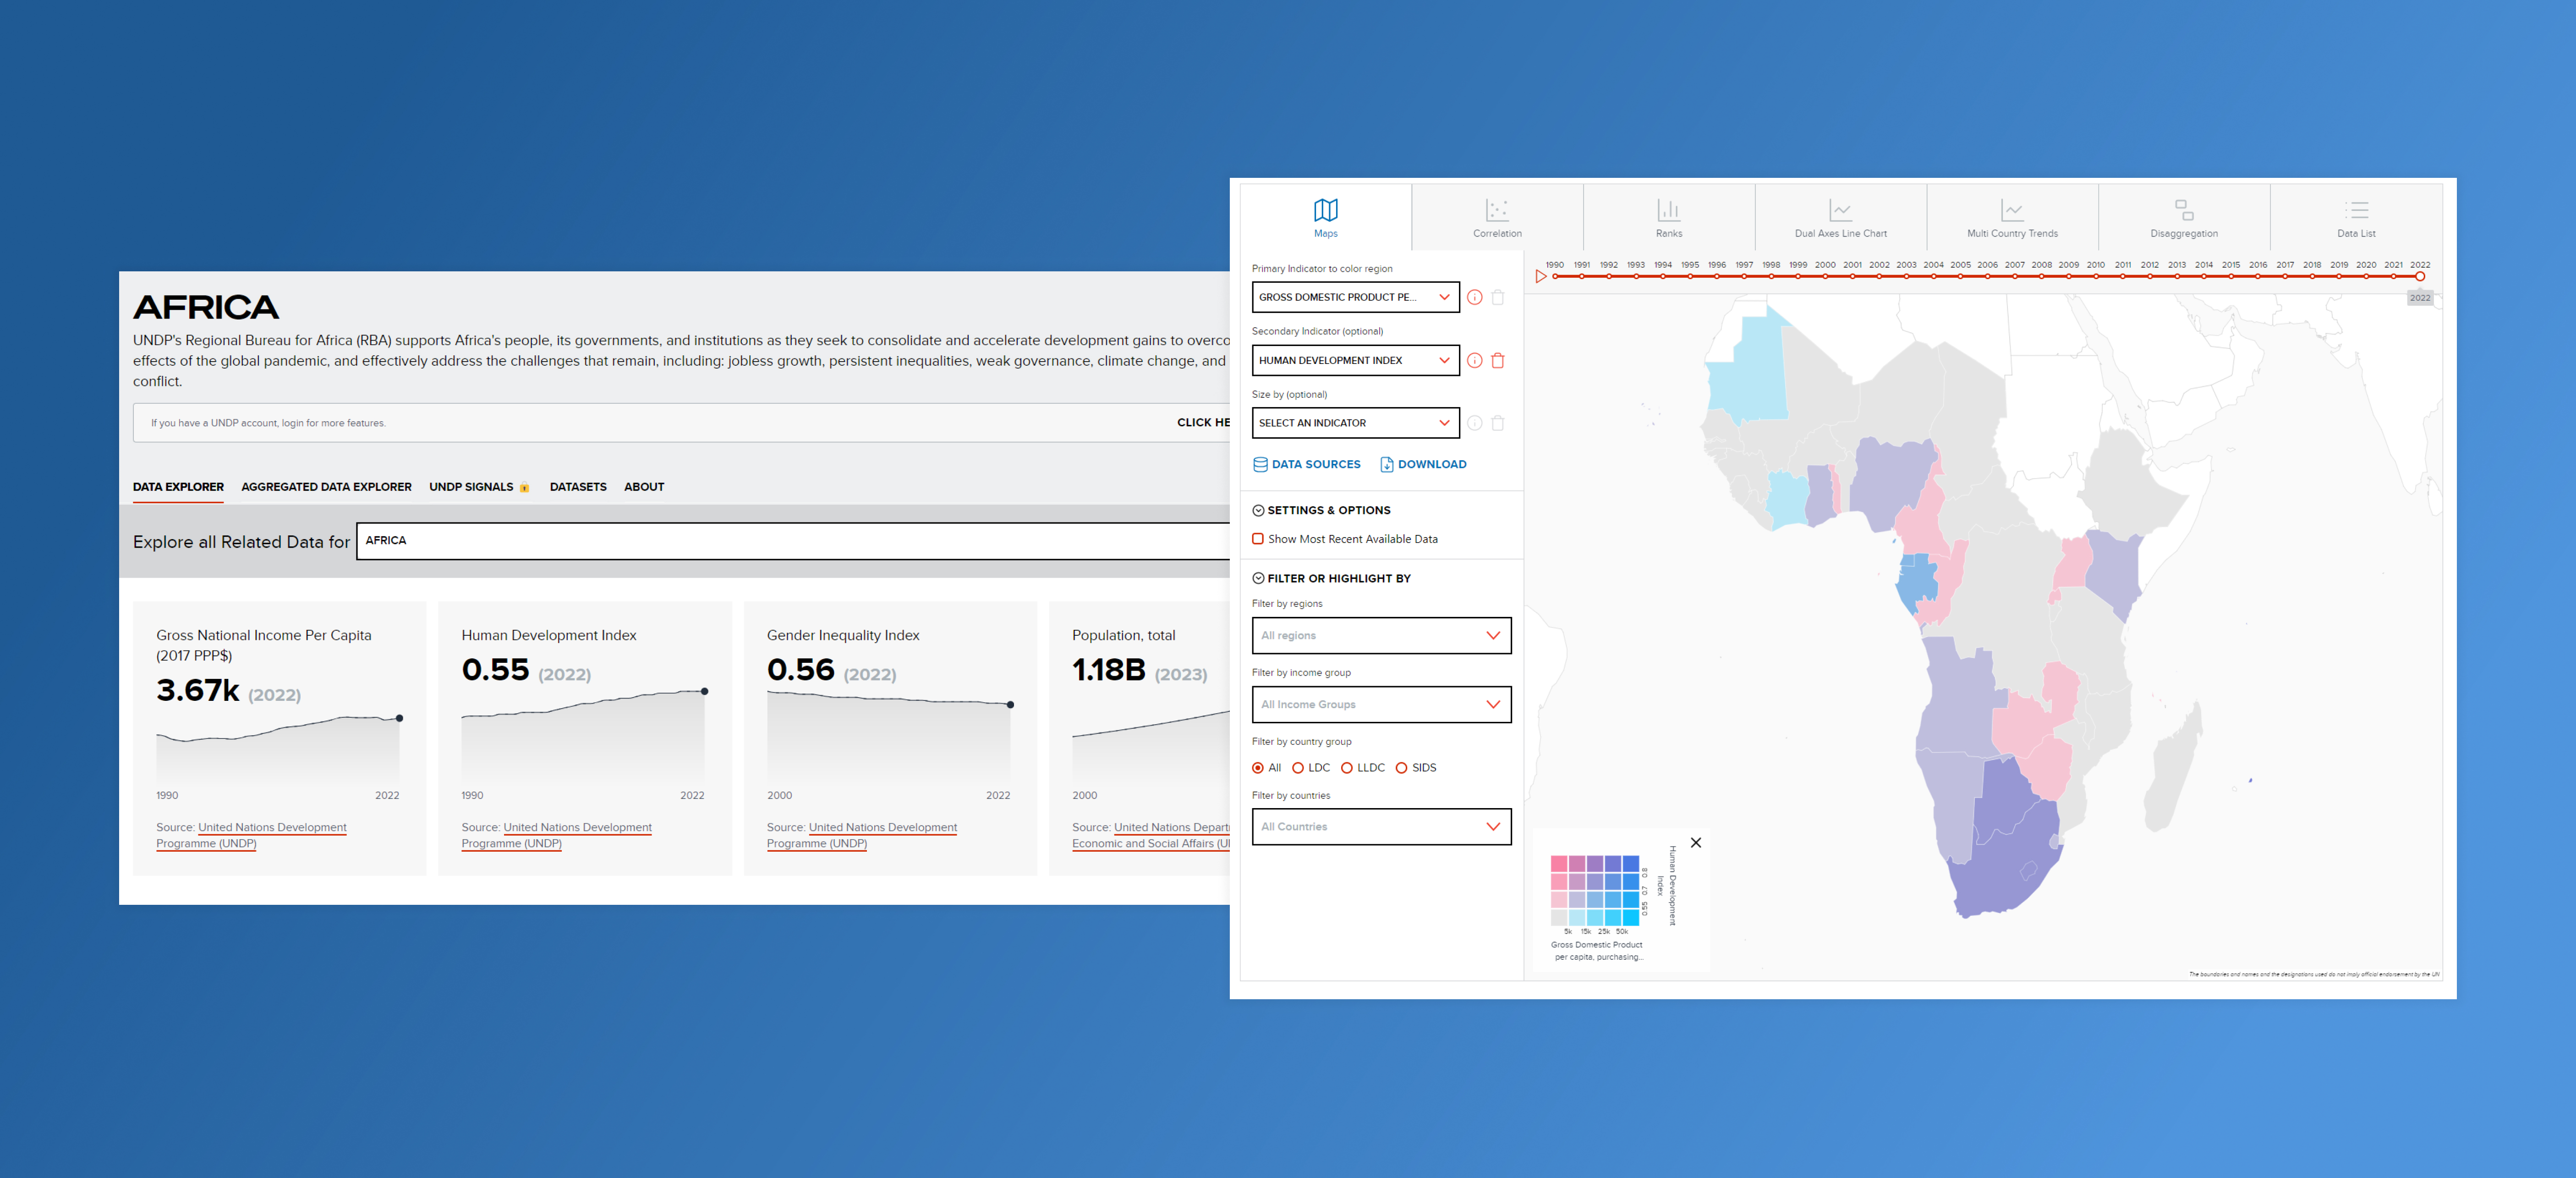 AFRICA
UNDP's Regional Bureau for Africa (RBA) supports Africa's people, its governments, and institutions as they seek to consolidate and accelerate development gains to overco
effects of the global pandemic, and effectively address the challenges that remain, including: jobless growth, persistent inequalities, weak governance, climate change, and
conflict.
If you have a UNDP account, login for more features.
CLICK HE
DATA EXPLORER
AGGREGATED DATA EXPLORER
UNDP SIGNALS
DATASETS
ABOUT
Explore all Related Data for
AFRICA
Gross National Income Per Capita
(2017 PPP$)
3.67k (2022)
1990 2022
Source: United Nations Development
Programme (UNDP)
Human Development Index
0.55 (2022)
1990 2022
Source: United Nations Development
Programme (UNDP)
Gender Inequality Index
0.56 (2022)
2000 2022
Source: United Nations Development
Programme (UNDP)
Population, total
1.18B (2023)
2000
Source: United Nations Depart
Economic and Social Affairs (U
Maps
Correlation
Ranks
Dual Axes Line Chart
Multi Country Trends
Disaggregation
Data List
Primary Indicator to color region
GROSS DOMESTIC PRODUCT PE...
Secondary Indicator (optional)
HUMAN DEVELOPMENT INDEX
Size by (optional)
SELECT AN INDICATOR
DATA SOURCES
DOWNLOAD
SETTINGS & OPTIONS
Show Most Recent Available Data
FILTER OR HIGHLIGHT BY
Filter by regions
All regions
Filter by income group
All Income Groups
Filter by country group
All LDC LLDC SIDS
Filter by countries
All Countries
1990 1991 1992 1993 1994 1995 1996 1997 1998 1999 2000 2001 2002 2003 2004 2005 2006 2007 2008 2009 2010 2011 2012 2013 2014 2015 2016 2017 2018 2019 2020 2021 2022
2022
Human Development
Index
0.8
0.7
0.55
5k 15k 25k 50k
Gross Domestic Product
per capita, purchasing...
The boundaries and names and the designations used do not imply official endorsement by the UN